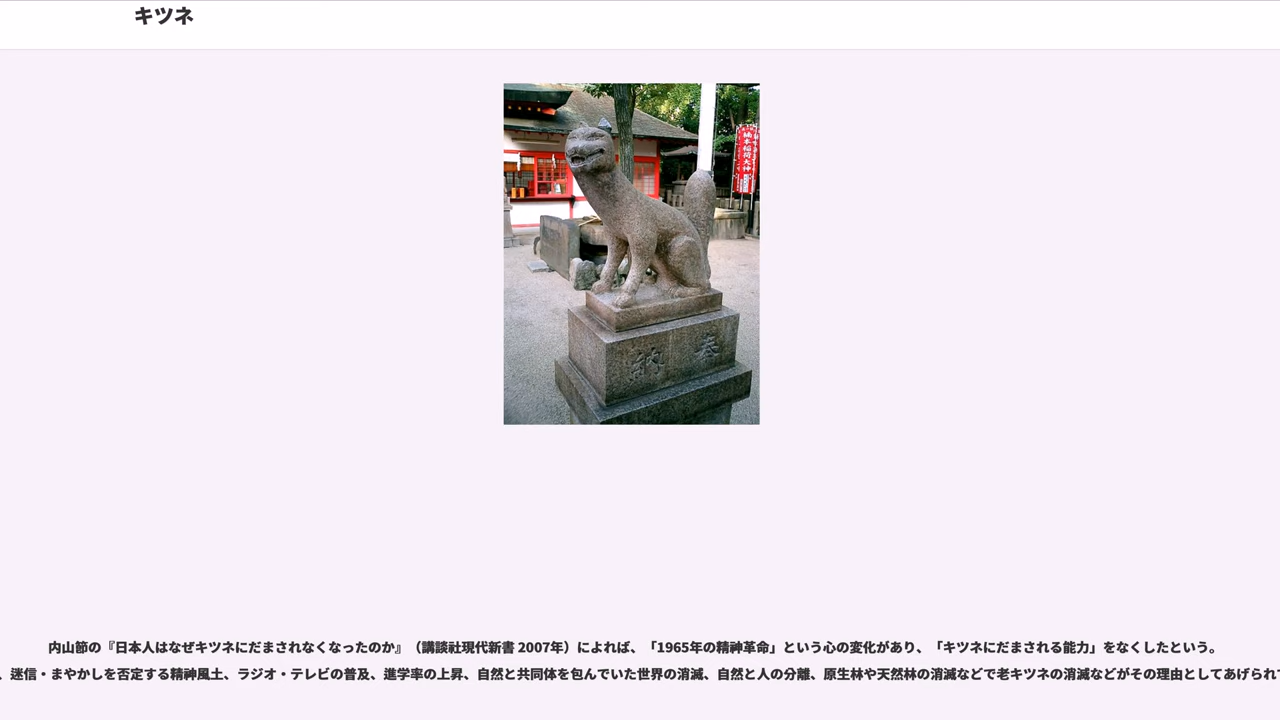 キツネ
楠本稲荷大神
奉納
内山節の『日本人はなぜキツネにだまされなくなったのか』（講談社現代新書 2007年）によれば、「1965年の精神革命」という心の変化があり、「キツネにだまされる能力」をなくしたという。
、迷信・まやかしを否定する精神風土、ラジオ・テレビの普及、進学率の上昇、自然と共同体を包んでいた世界の消滅、自然と人の分離、原生林や天然林の消滅などで老キツネの消滅などがその理由としてあげられて